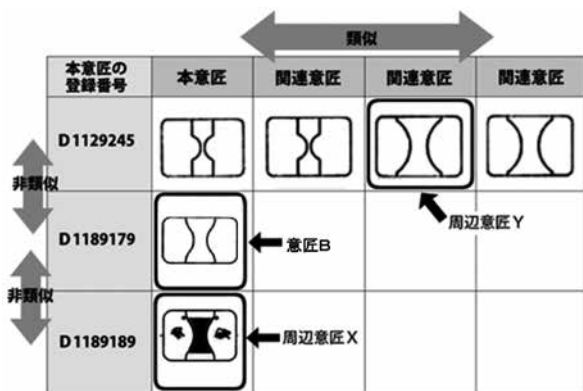 類似
本意匠の
登録番号
本意匠
関連意匠
関連意匠
関連意匠
D1129245
非類似
周辺意匠Y
D1189179
意匠B
非類似
D1189189
周辺意匠X